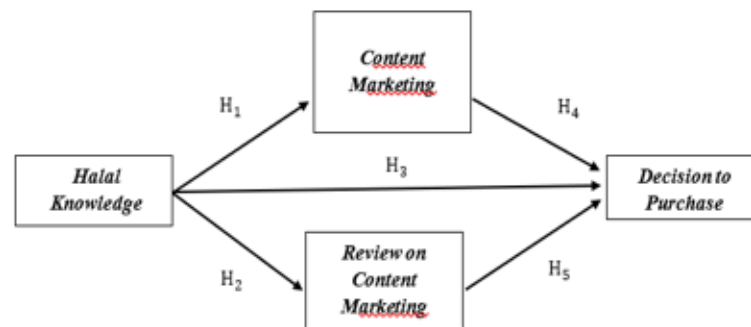 Content
Marketing
H₁
H₄
Halal
Knowledge
H₃
Decision to
Purchase
H₂
Review on
Content
Marketing
H₅